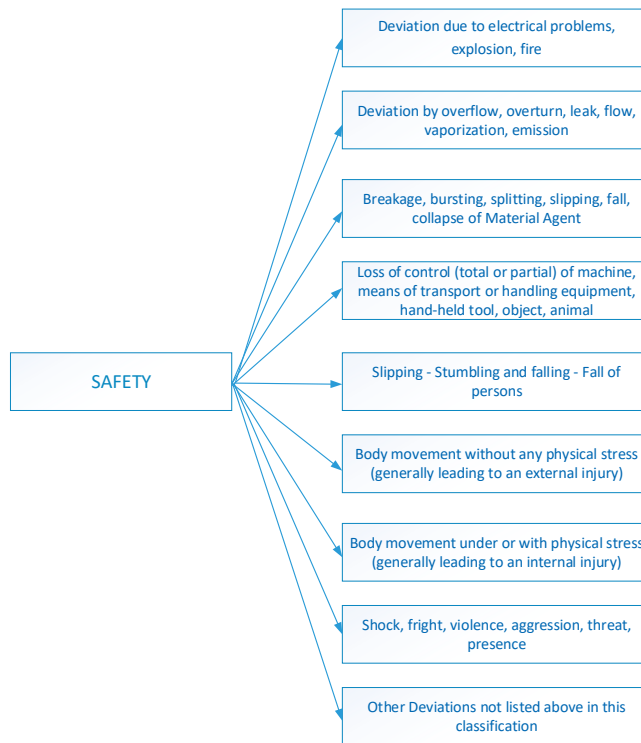 Deviation due to electrical problems,
explosion, fire
Deviation by overflow, overturn, leak, flow,
vaporization, emission
Breakage, bursting, splitting, slipping, fall,
collapse of Material Agent
Loss of control (total or partial) of machine,
means of transport or handling equipment,
hand-held tool, object, animal
SAFETY
Slipping - Stumbling and falling - Fall of
persons
Body movement without any physical stress
(generally leading to an external injury)
Body movement under or with physical stress
(generally leading to an internal injury)
Shock, fright, violence, aggression, threat,
presence
Other Deviations not listed above in this
classification